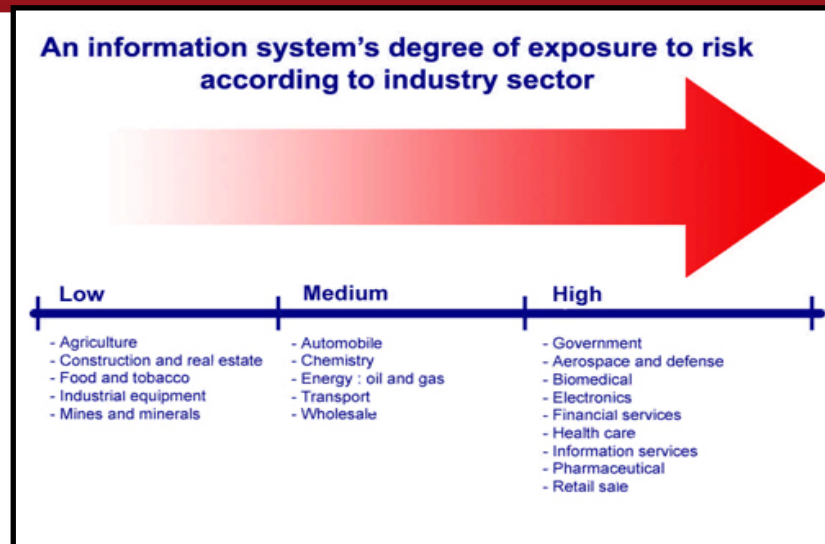 An information system's degree of exposure to risk
according to industry sector
Low
- Agriculture
- Construction and real estate
- Food and tobacco
- Industrial equipment
- Mines and minerals
Medium
- Automobile
- Chemistry
- Energy : oil and gas
- Transport
- Wholesale
High
- Government
- Aerospace and defense
- Biomedical
- Electronics
- Financial services
- Health care
- Information services
- Pharmaceutical
- Retail sale